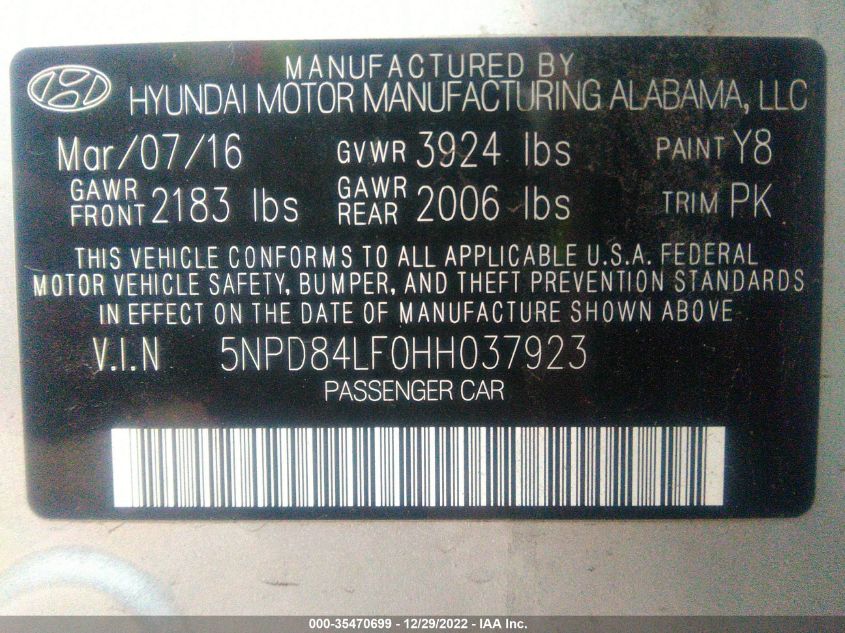 MANUFACTURED BY
HYUNDAI MOTOR MANUFACTURING ALABAMA, LLC
Mar/07/16 GVWR 3924 lbs PAINT Y8
GAWR FRONT 2183 lbs GAWR REAR 2006 lbs TRIM PK
THIS VEHICLE CONFORMS TO ALL APPLICABLE U.S.A. FEDERAL
MOTOR VEHICLE SAFETY, BUMPER, AND THEFT PREVENTION STANDARDS
IN EFFECT ON THE DATE OF MANUFACTURE SHOWN ABOVE
V.I.N 5NPD84LF0HH037923
PASSENGER CAR
000-35470699 - 12/29/2022 - IAA Inc.